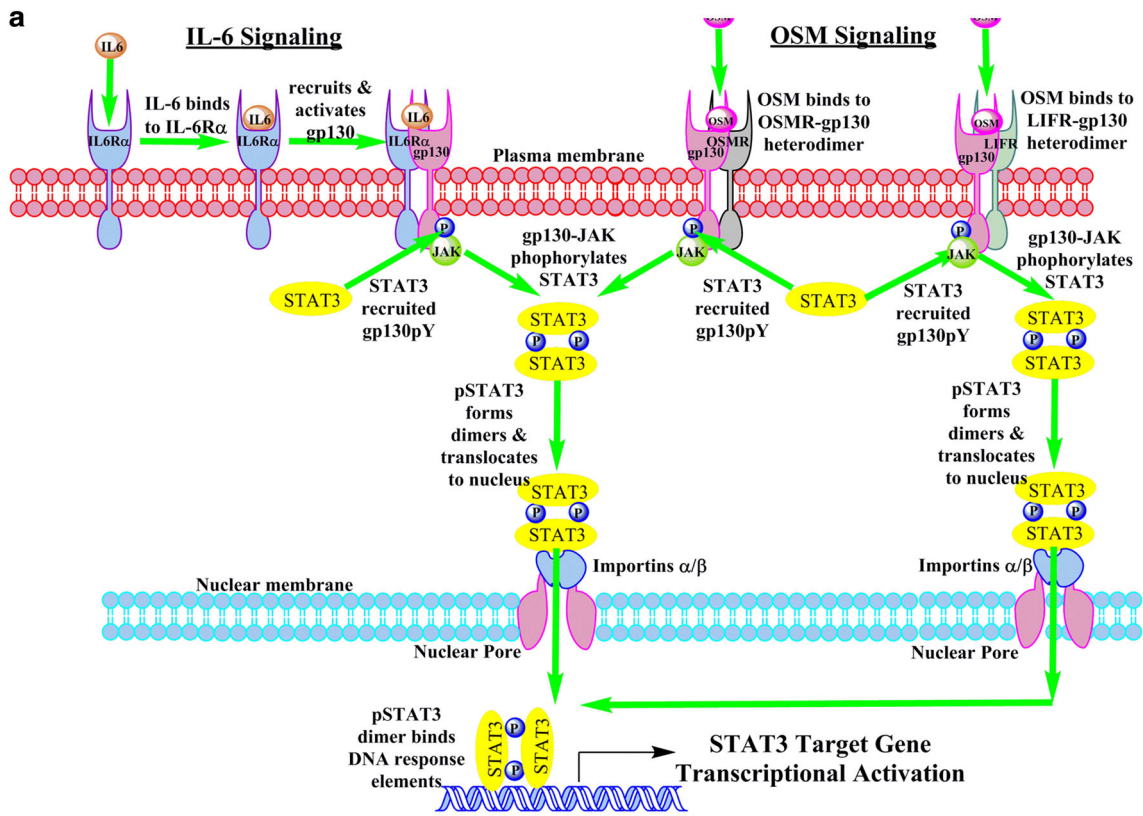 a
IL-6 Signaling
OSM Signaling
IL6
OSM
OSM
IL-6 binds
to IL-6Rα
recruits &
activates
gp130
IL6Rα
IL6
IL6Rα
IL6
IL6Rα
gp130
Plasma membrane
OSM
OSMR
gp130
OSM binds to
OSMR-gp130
heterodimer
OSM
LIFR
gp130
OSM binds to
LIFR-gp130
heterodimer
P
JAK
P
JAK
P
JAK
gp130-JAK
phophorylates
STAT3
gp130-JAK
phophorylates
STAT3
STAT3
STAT3
recruited
gp130pY
STAT3
recruited
gp130pY
STAT3
STAT3
recruited
gp130pY
STAT3
P P
STAT3
STAT3
P P
STAT3
pSTAT3
forms
dimers &
translocates
to nucleus
pSTAT3
forms
dimers &
translocates
to nucleus
STAT3
P P
STAT3
STAT3
P P
STAT3
Importins α/β
Importins α/β
Nuclear membrane
Nuclear Pore
Nuclear Pore
pSTAT3
dimer binds
DNA response
elements
STAT3
P
P
STAT3
STAT3 Target Gene
Transcriptional Activation